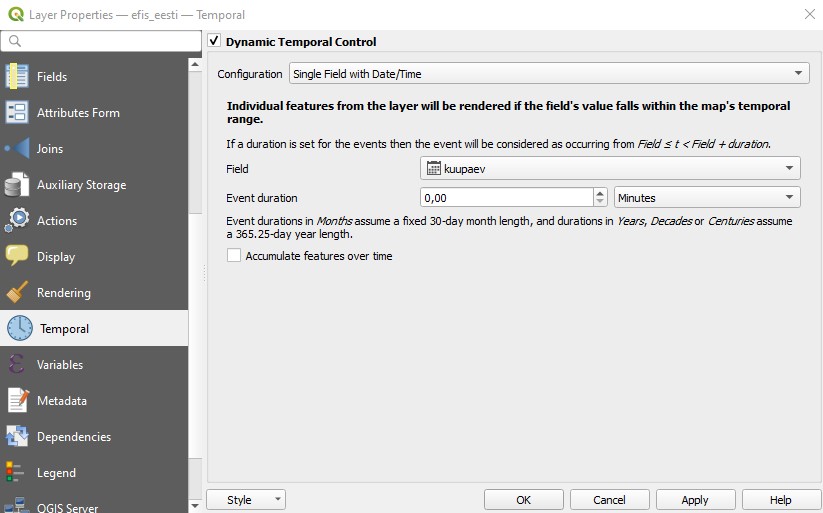 Layer Properties — efis_eesti — Temporal
Fields
Attributes Form
Joins
Auxiliary Storage
Actions
Display
Rendering
Temporal
Variables
Metadata
Dependencies
Legend
QGIS Server
Dynamic Temporal Control
Configuration Single Field with Date/Time
Individual features from the layer will be rendered if the field's value falls within the map's temporal
range.
If a duration is set for the events then the event will be considered as occurring from Field ≤ t < Field + duration.
Field kuupaev
Event duration 0,00 Minutes
Event durations in Months assume a fixed 30-day month length, and durations in Years, Decades or Centuries assume
a 365.25-day year length.
Accumulate features over time
Style OK Cancel Apply Help